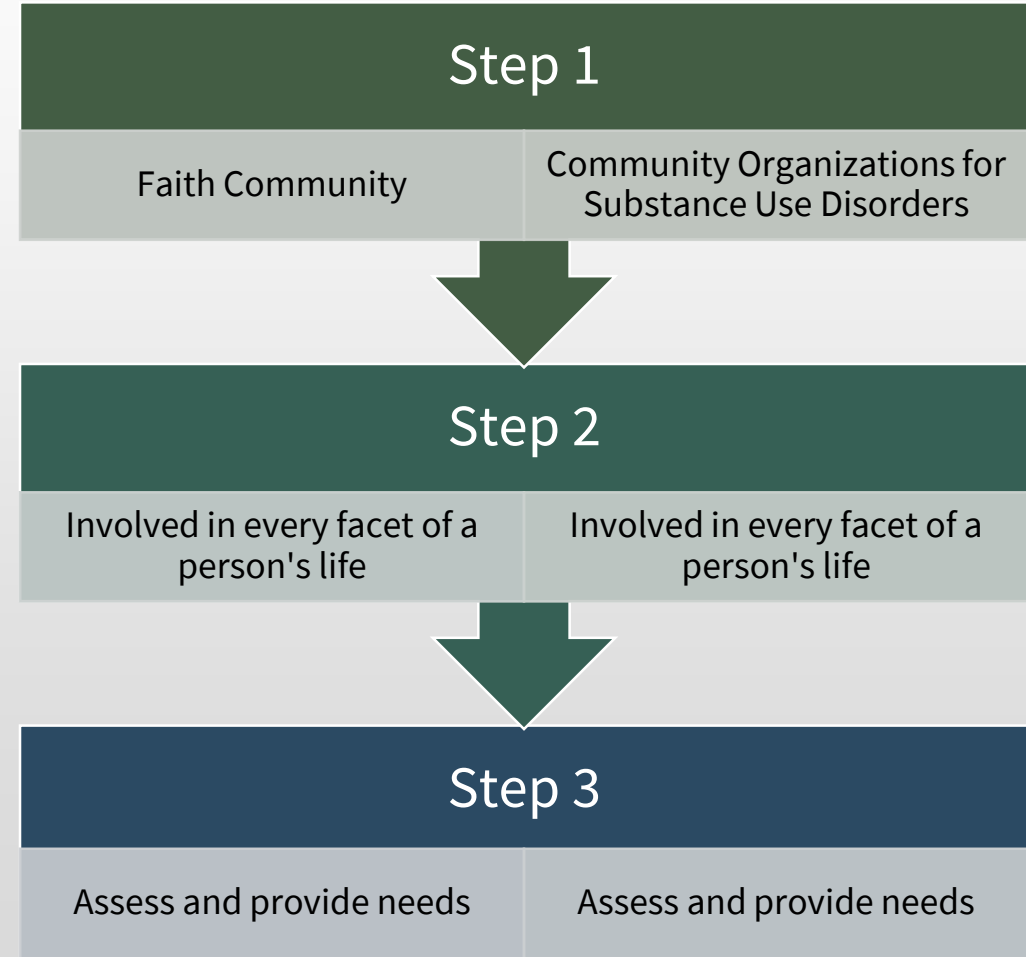 Step 1
Faith Community
Community Organizations for
Substance Use Disorders
Step 2
Involved in every facet of a
person's life
Involved in every facet of a
person's life
Step 3
Assess and provide needs
Assess and provide needs